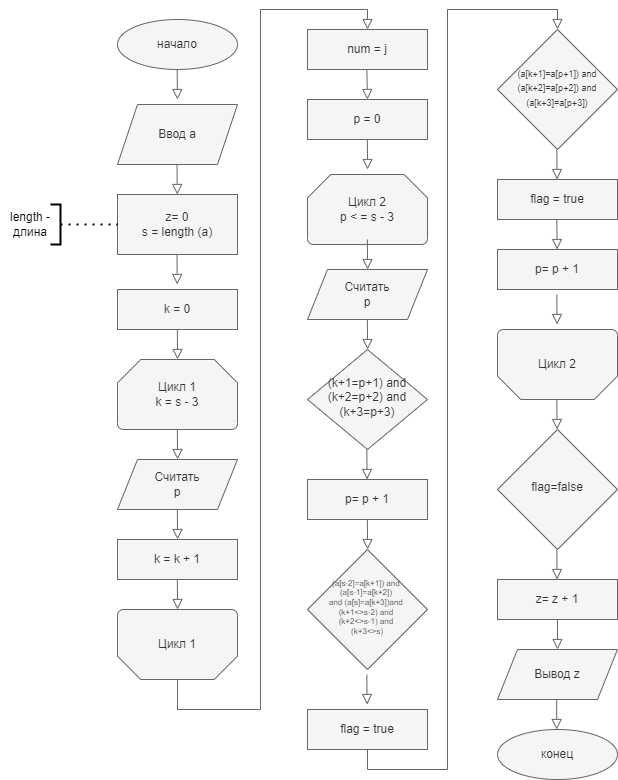 начало
Ввод a
length -
длина
z= 0
s = length (a)
k = 0
Цикл 1
k = s - 3
Считать
p
k = k + 1
Цикл 1
num = j
p = 0
Цикл 2
p < = s - 3
Считать
p
(k+1=p+1) and
(k+2=p+2) and
(k+3=p+3)
p= p + 1
(a[s-2]=a[k+1]) and
(a[s-1]=a[k+2])
and (a[s]=a[k+3])and
(k+1<>s-2) and
(k+2<>s-1) and
(k+3<>s)
flag = true
(a[k+1]=a[p+1]) and
(a[k+2]=a[p+2]) and
(a[k+3]=a[p+3])
flag = true
p= p + 1
Цикл 2
flag=false
z= z + 1
Вывод z
конец